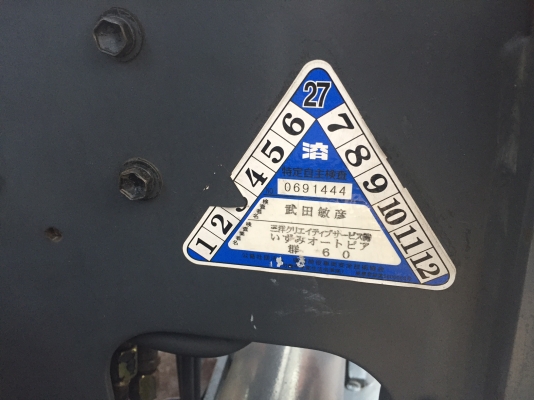 27
1 2 3 4 5 6 7 8 9 10 11 12
済
特定自主検査
0691444
武田敏彦
三洋クリエイティブサービス㈱
いずみオートピア
群 60